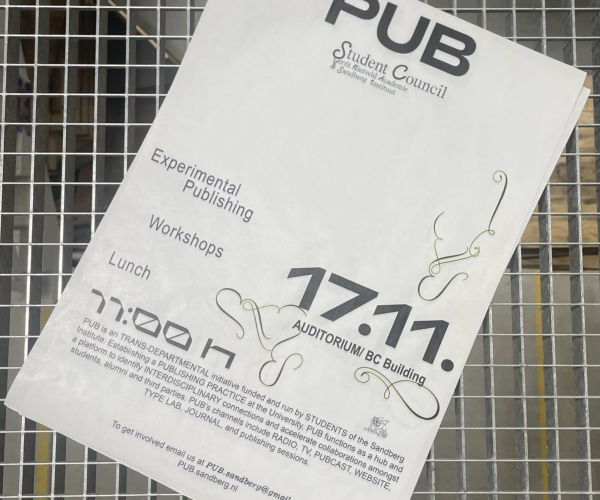 PUB
Student Council
Gerrit Rietveld Academie
& Sandberg Instituut
Experimental
Publishing
Workshops
Lunch
17.11.
AUDITORIUM/ BC Building
11:00 h
PUB is an TRANS-DEPARTMENTAL initiative funded and run by STUDENTS of the Sandberg
Institute. Establishing a PUBLISHING PRACTICE at the University, PUB functions as a hub and
a platform to identify INTERDISCIPLINARY connections and accelerate collaborations amongst
students, alumni and third parties. PUB's channels include RADIO, TV, PUBCAST, WEBSITE,
TYPE LAB, JOURNAL, and publishing sessions.
To get involved email us at PUB.sandberg@gmail
PUB.sandberg.nl